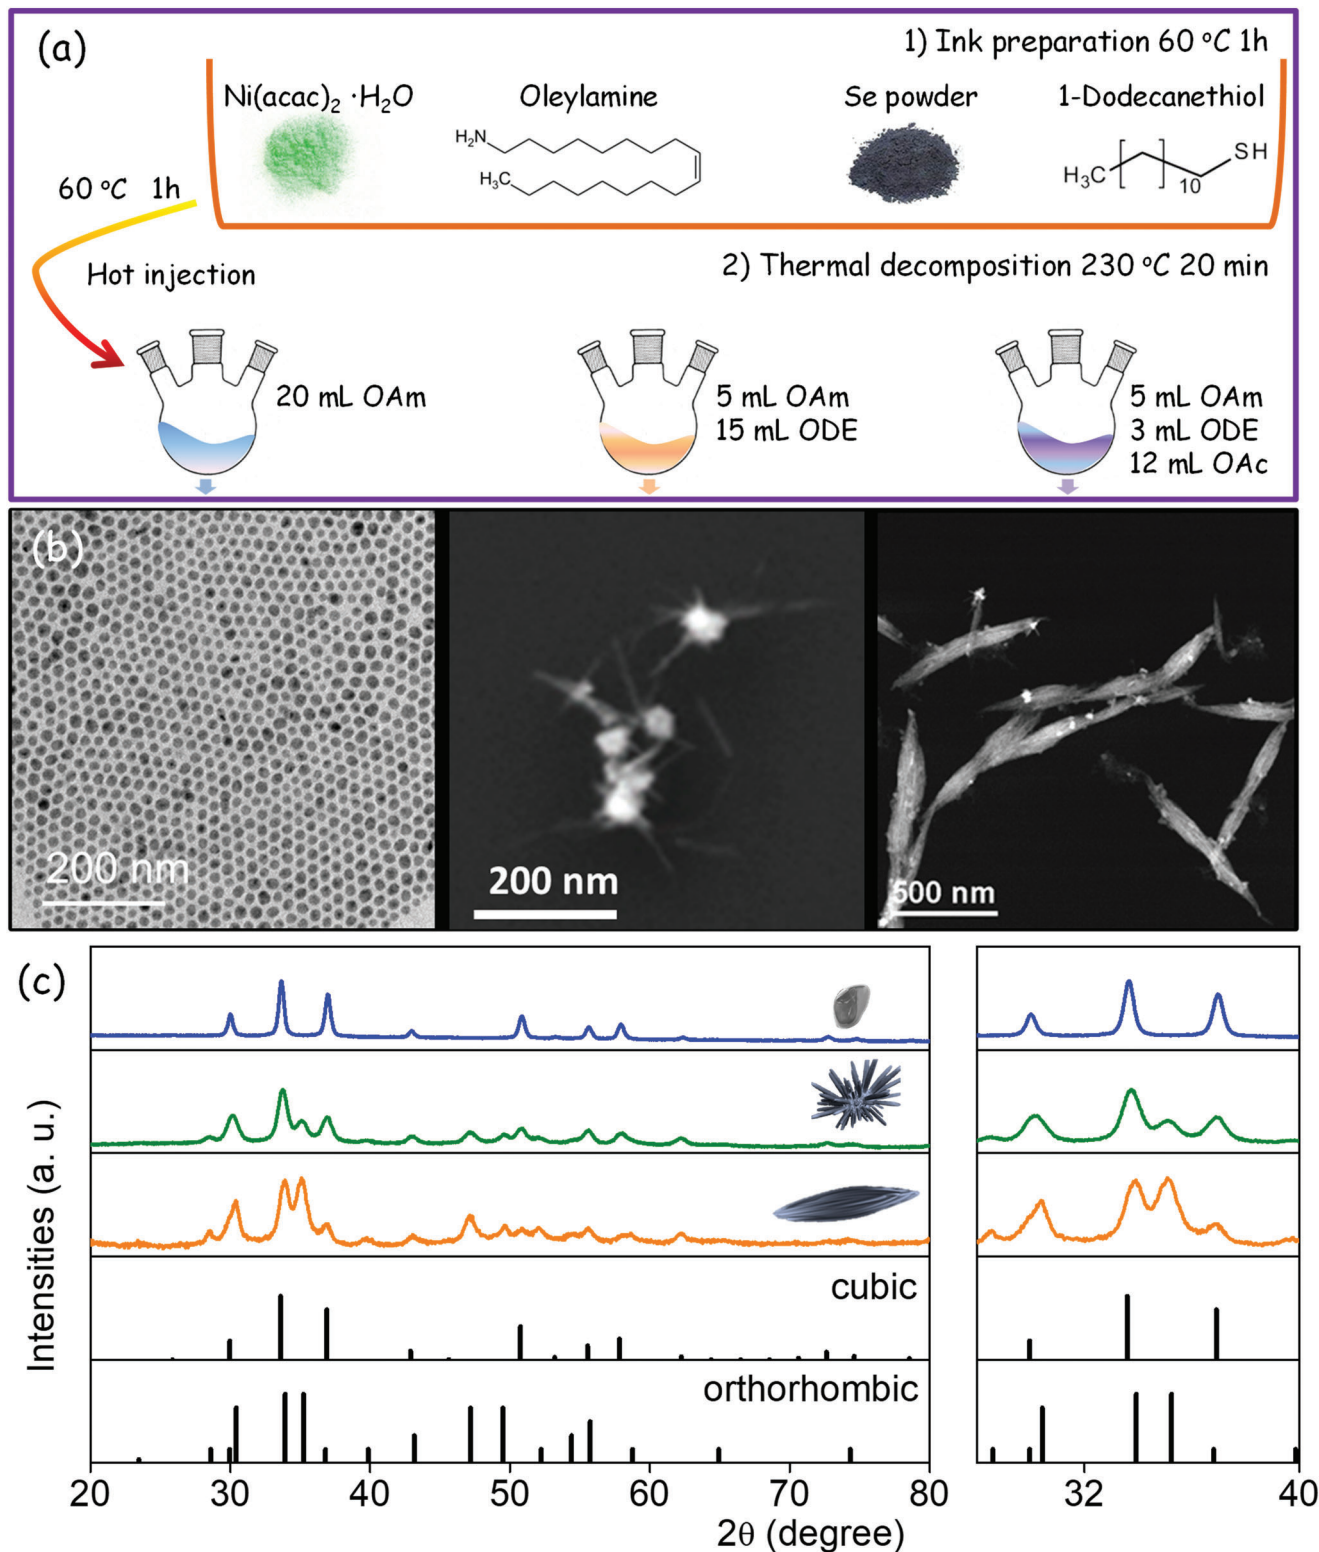 (a)
1) Ink preparation 60 °C 1h
Ni(acac)₂ ·H₂O Oleylamine Se powder 1-Dodecanethiol
H₂N
H₃C
H₃C
10
SH
60 °C 1h
Hot injection
2) Thermal decomposition 230 °C 20 min
20 mL OAm
5 mL OAm
15 mL ODE
5 mL OAm
3 mL ODE
12 mL OAc
(b)
200 nm
200 nm
500 nm
(c)
Intensities (a. u.)
cubic
orthorhombic
20 30 40 50 60 70 80
32 40
2θ (degree)